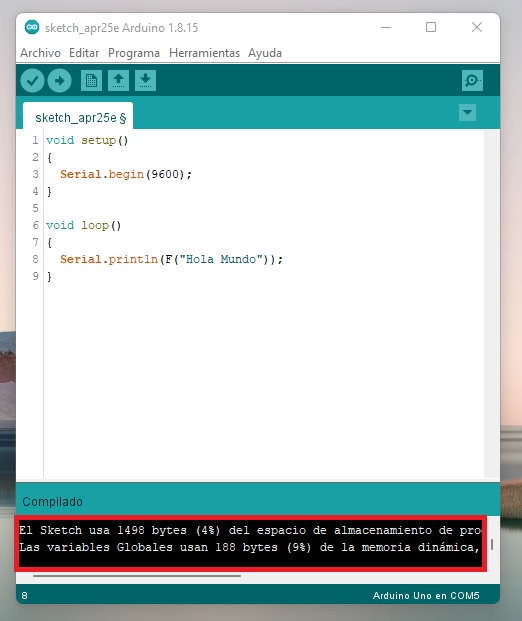 sketch_apr25e Arduino 1.8.15
Archivo Editar Programa Herramientas Ayuda
sketch_apr25e §
1 void setup()
2 {
3   Serial.begin(9600);
4 }
5
6 void loop()
7 {
8   Serial.println(F("Hola Mundo"));
9 }
Compilado
El Sketch usa 1498 bytes (4%) del espacio de almacenamiento de pro
Las variables Globales usan 188 bytes (9%) de la memoria dinámica,
8 Arduino Uno en COM5